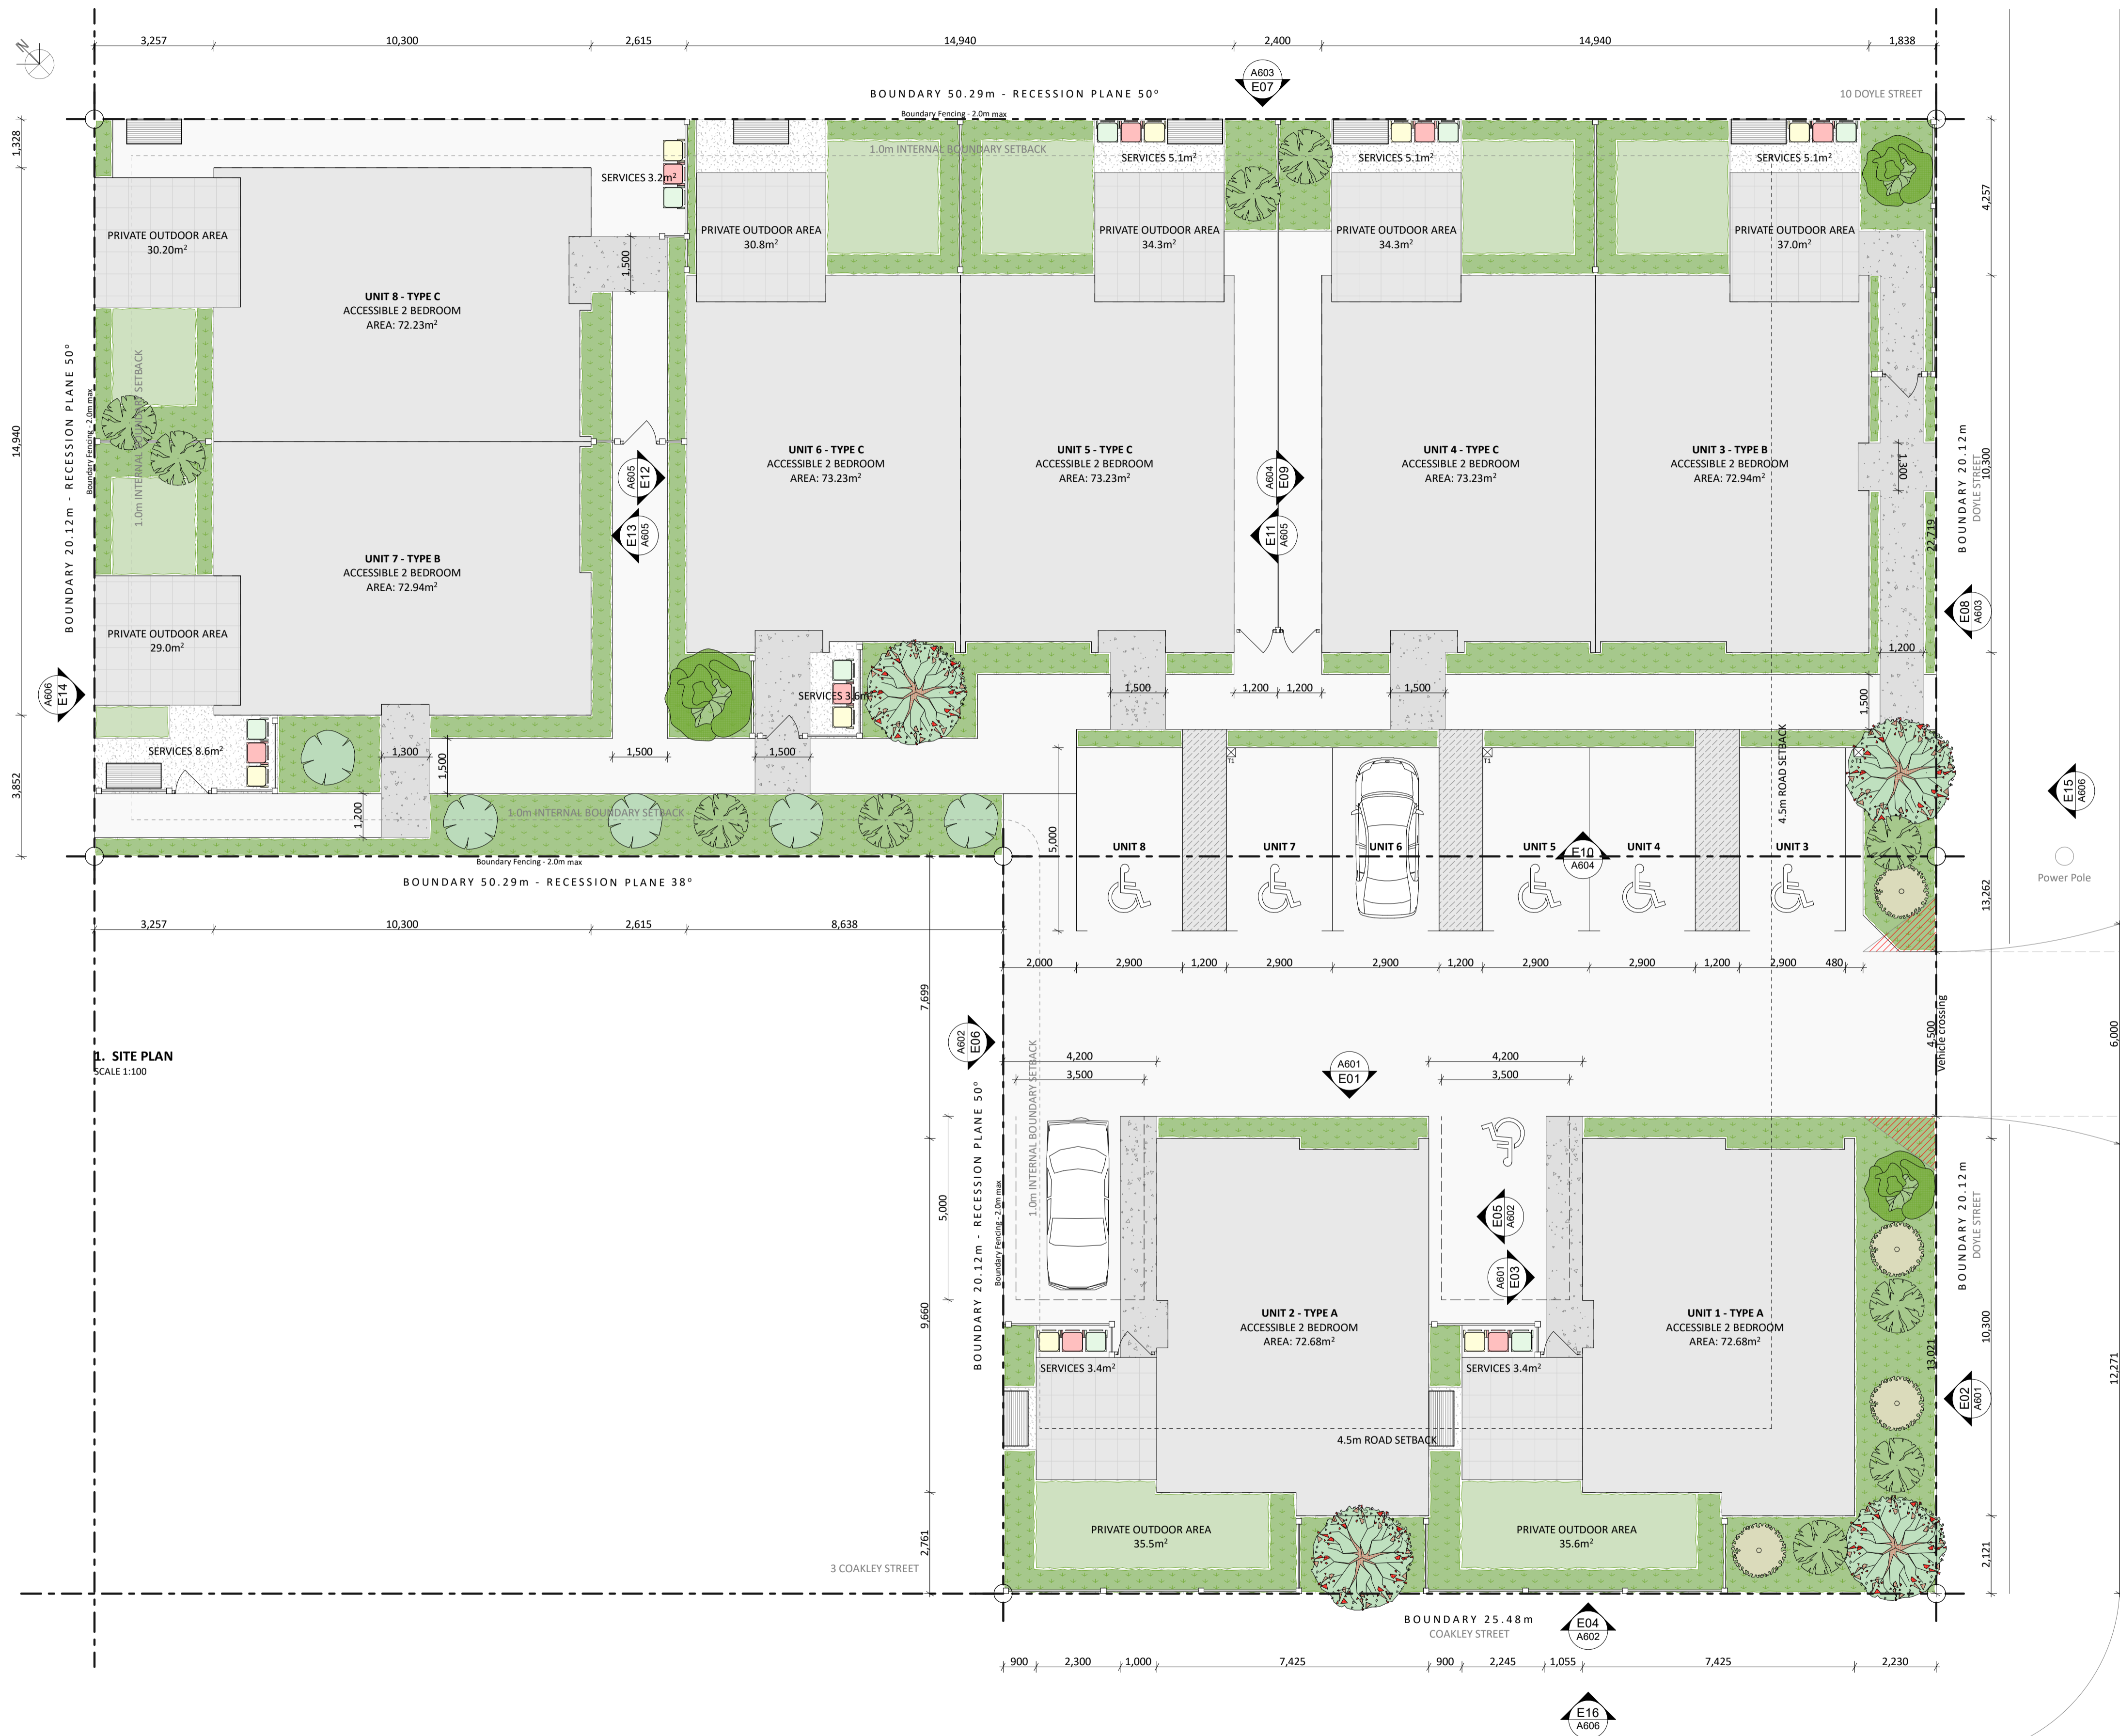 3,257
10,300
2,615
14,940
2,400
14,940
1,838
N
A603
E07
BOUNDARY 50.29m - RECESSION PLANE 50°
10 DOYLE STREET
Boundary Fencing - 2.0m max
1,328
1.0m INTERNAL BOUNDARY SETBACK
SERVICES 3.2m²
SERVICES 5.1m²
SERVICES 5.1m²
SERVICES 5.1m²
4,257
PRIVATE OUTDOOR AREA
30.20m²
PRIVATE OUTDOOR AREA
30.8m²
PRIVATE OUTDOOR AREA
34.3m²
PRIVATE OUTDOOR AREA
34.3m²
PRIVATE OUTDOOR AREA
37.0m²
1,500
UNIT 8 - TYPE C
ACCESSIBLE 2 BEDROOM
AREA: 72.23m²
BOUNDARY 20.12m - RECESSION PLANE 50°
Boundary Fencing - 2.0m max
1.0m INTERNAL BOUNDARY SETBACK
14,940
UNIT 6 - TYPE C
ACCESSIBLE 2 BEDROOM
AREA: 73.23m²
UNIT 5 - TYPE C
ACCESSIBLE 2 BEDROOM
AREA: 73.23m²
UNIT 4 - TYPE C
ACCESSIBLE 2 BEDROOM
AREA: 73.23m²
UNIT 3 - TYPE B
ACCESSIBLE 2 BEDROOM
AREA: 72.94m²
1,300
BOUNDARY 20.12m
DOYLE STREET
10,300
22,719
A605
E12
E13
A605
A604
E09
E11
A605
UNIT 7 - TYPE B
ACCESSIBLE 2 BEDROOM
AREA: 72.94m²
E08
A603
PRIVATE OUTDOOR AREA
29.0m²
A606
E14
1,200
SERVICES 3.6m²
1,500
1,200
1,200
1,500
1,500
SERVICES 8.6m²
1,300
1,500
1,500
1,500
T1
T1
T1
4.5m ROAD SETBACK
E15
A606
3,852
1,200
1.0m INTERNAL BOUNDARY SETBACK
5,000
UNIT 8
UNIT 7
UNIT 6
UNIT 5
E10
A604
UNIT 4
UNIT 3
Boundary Fencing - 2.0m max
BOUNDARY 50.29m - RECESSION PLANE 38°
Power Pole
13,262
3,257
10,300
2,615
8,638
2,000
2,900
1,200
2,900
2,900
1,200
2,900
2,900
1,200
2,900
480
7,699
4,500
Vehicle crossing
6,000
A602
E06
1. SITE PLAN
SCALE 1:100
4,200
3,500
A601
E01
4,200
3,500
1.0m INTERNAL BOUNDARY SETBACK
BOUNDARY 20.12m - RECESSION PLANE 50°
Boundary Fencing - 2.0m max
5,000
E05
A602
A601
E03
BOUNDARY 20.12m
DOYLE STREET
9,660
UNIT 2 - TYPE A
ACCESSIBLE 2 BEDROOM
AREA: 72.68m²
UNIT 1 - TYPE A
ACCESSIBLE 2 BEDROOM
AREA: 72.68m²
10,300
13,021
12,271
SERVICES 3.4m²
SERVICES 3.4m²
E02
A601
4.5m ROAD SETBACK
PRIVATE OUTDOOR AREA
35.5m²
PRIVATE OUTDOOR AREA
35.6m²
2,761
2,121
3 COAKLEY STREET
BOUNDARY 25.48m
COAKLEY STREET
E04
A602
900
2,300
1,000
7,425
900
2,245
1,055
7,425
2,230
E16
A606